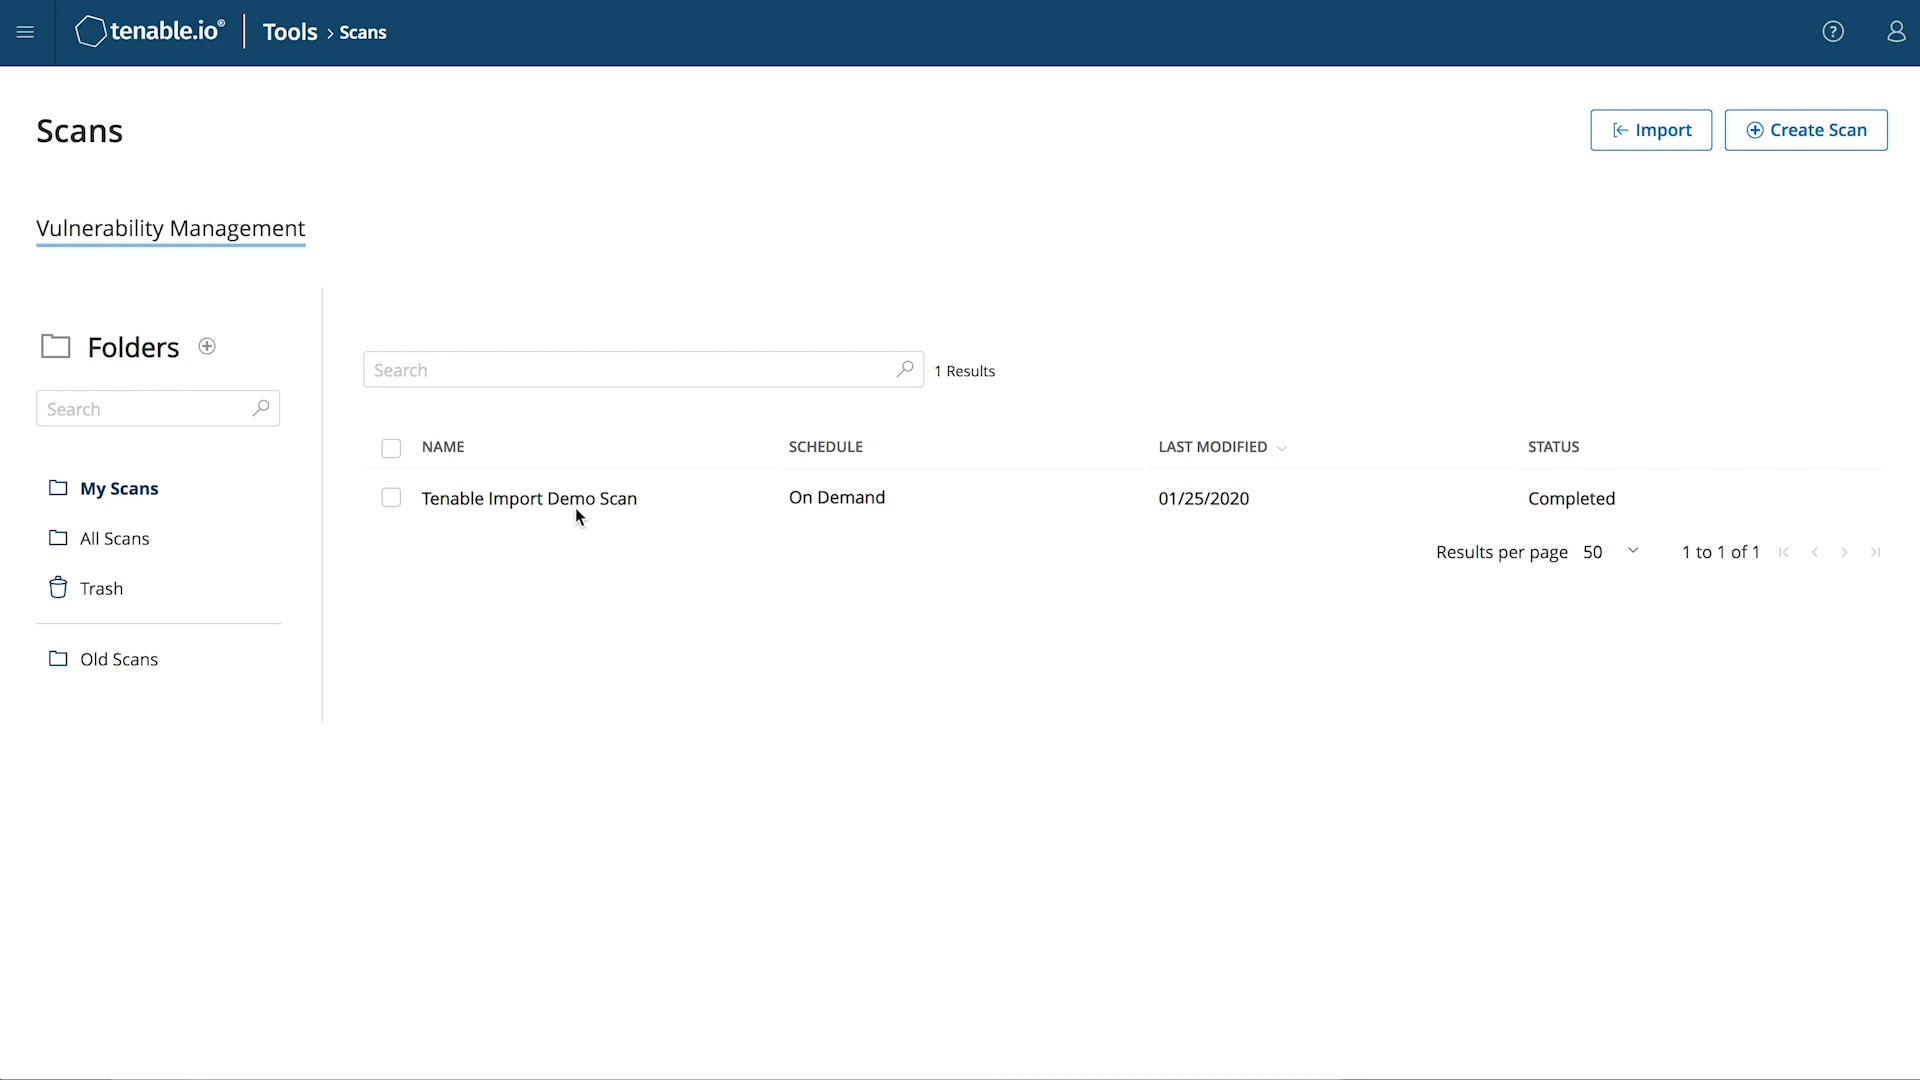 tenable.io® Tools > Scans
Scans
Import
Create Scan
Vulnerability Management
Folders
Search
1 Results
Search
NAME SCHEDULE LAST MODIFIED STATUS
My Scans
Tenable Import Demo Scan On Demand 01/25/2020 Completed
All Scans
Results per page 50 1 to 1 of 1
Trash
Old Scans